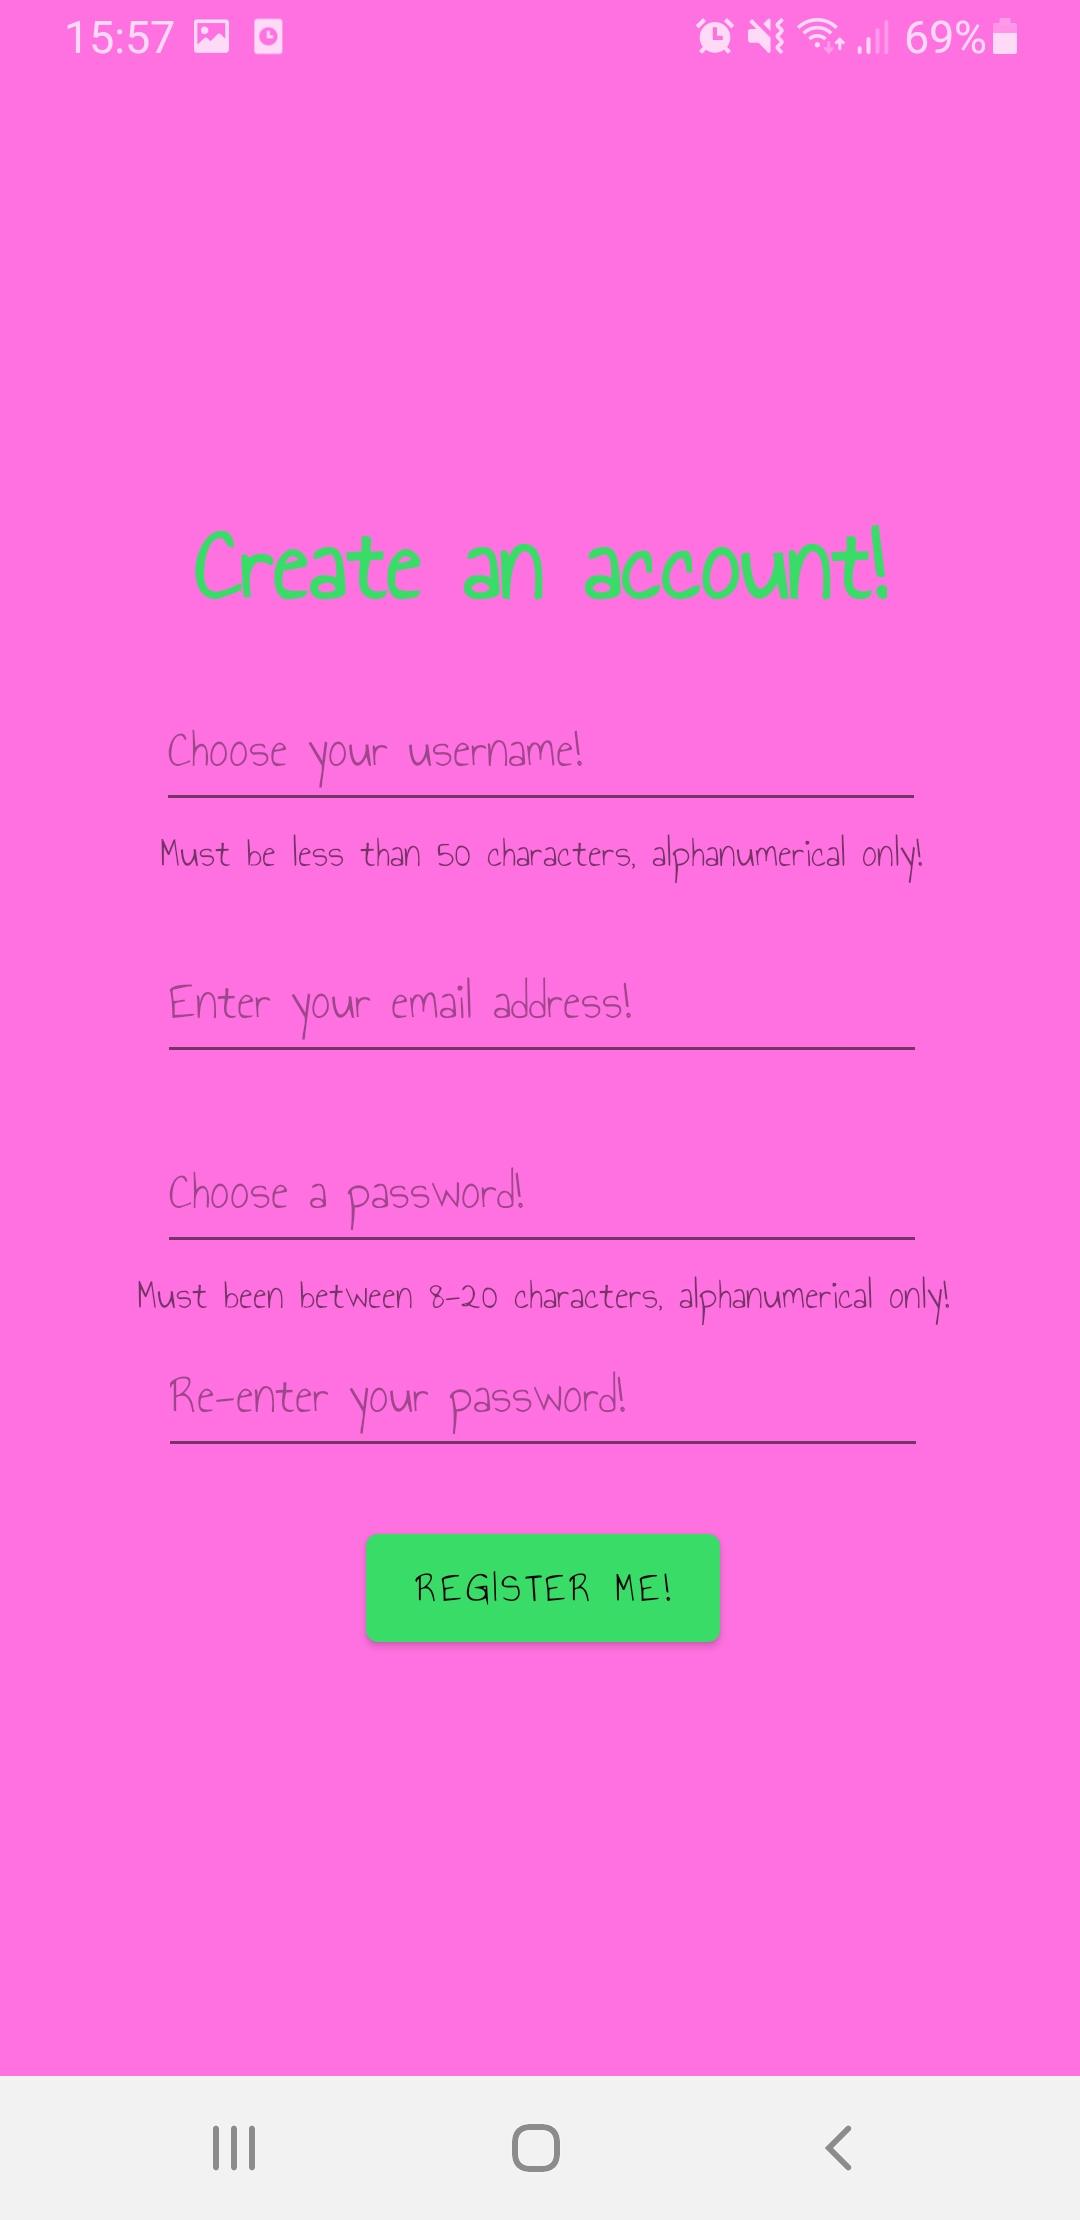 15:57 69%
Create an account!
Choose your username!
Must be less than 50 characters, alphanumerical only!
Enter your email address!
Choose a password!
Must been between 8-20 characters, alphanumerical only!
Re-enter your password!
REGISTER ME!